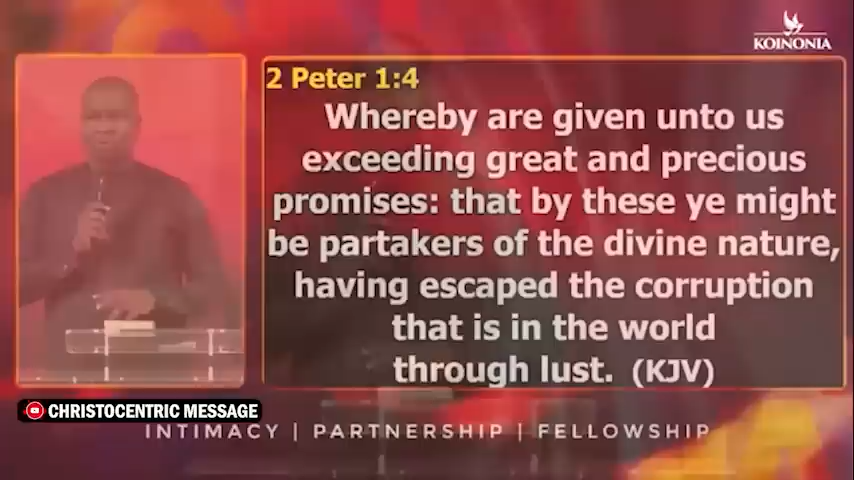 KOINONIA
2 Peter 1:4
Whereby are given unto us
exceeding great and precious
promises: that by these ye might
be partakers of the divine nature,
having escaped the corruption
that is in the world
through lust. (KJV)
CHRISTOCENTRIC MESSAGE
INTIMACY | PARTNERSHIP | FELLOWSHIP